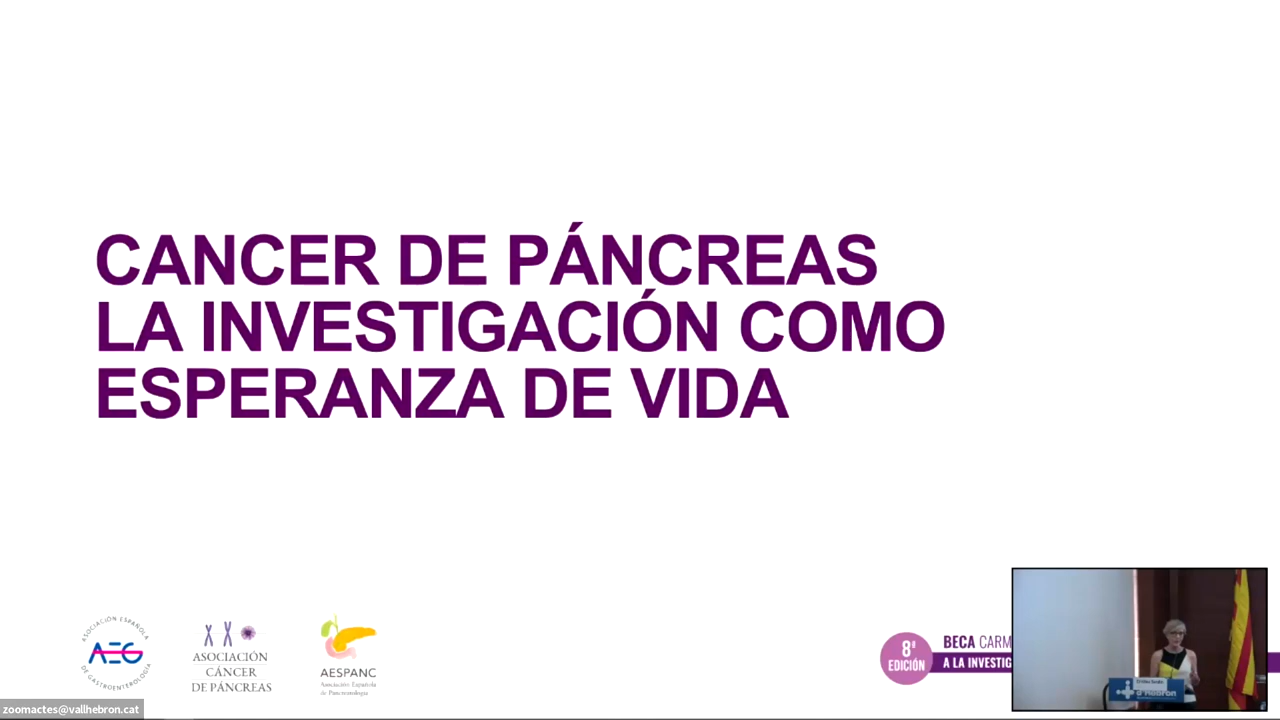 CANCER DE PÁNCREAS
LA INVESTIGACIÓN COMO
ESPERANZA DE VIDA
ASOCIACIÓN ESPAÑOLA
AEG
DE GASTROENTEROLOGÍA
ASOCIACIÓN
CÁNCER
DE PÁNCREAS
AESPANC
Asociación Española
de Pancreatología
8ª
EDICIÓN
BECA CARM
A LA INVESTIG
d'Hebron
zoomactes@vallhebron.cat